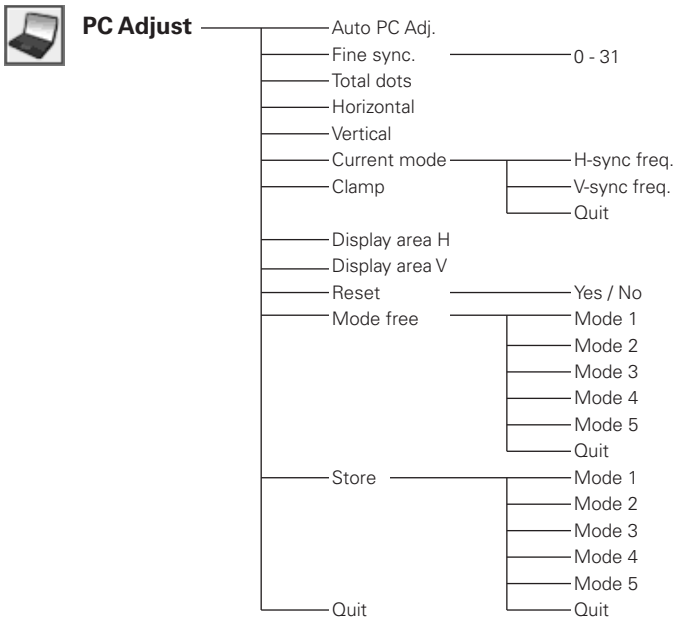 PC Adjust
Auto PC Adj.
Fine sync. 0 - 31
Total dots
Horizontal
Vertical
Current mode H-sync freq.
Clamp V-sync freq.
Quit
Display area H
Display area V
Reset Yes / No
Mode free Mode 1
Mode 2
Mode 3
Mode 4
Mode 5
Quit
Store Mode 1
Mode 2
Mode 3
Mode 4
Mode 5
Quit Quit